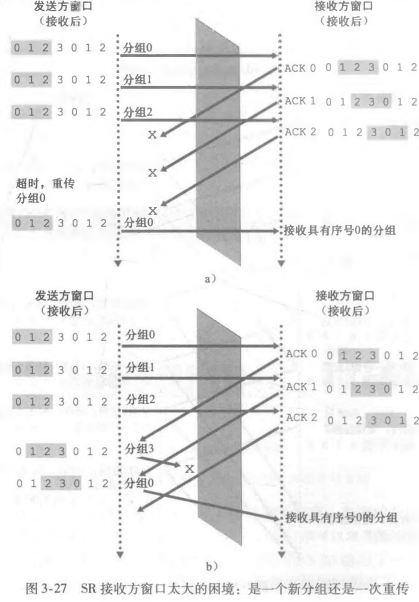 发送方窗口 接收方窗口
(接收后) (接收后)
0 1 2 3 0 1 2 分组0
ACK 0 0 1 2 3 0 1 2
0 1 2 3 0 1 2 分组1
ACK 1 0 1 2 3 0 1 2
0 1 2 3 0 1 2 分组2
ACK 2 0 1 2 3 0 1 2
X
X
超时,重传
分组0
X
0 1 2 3 0 1 2 分组0 接收具有序号0的分组
a)
发送方窗口 接收方窗口
(接收后) (接收后)
0 1 2 3 0 1 2 分组0
ACK 0 0 1 2 3 0 1 2
0 1 2 3 0 1 2 分组1
ACK 1 0 1 2 3 0 1 2
0 1 2 3 0 1 2 分组2
ACK 2 0 1 2 3 0 1 2
0 1 2 3 0 1 2 分组3
X
0 1 2 3 0 1 2 分组0
接收具有序号0的分组
b)
图 3-27 SR 接收方窗口太大的困境:是一个新分组还是一次重传